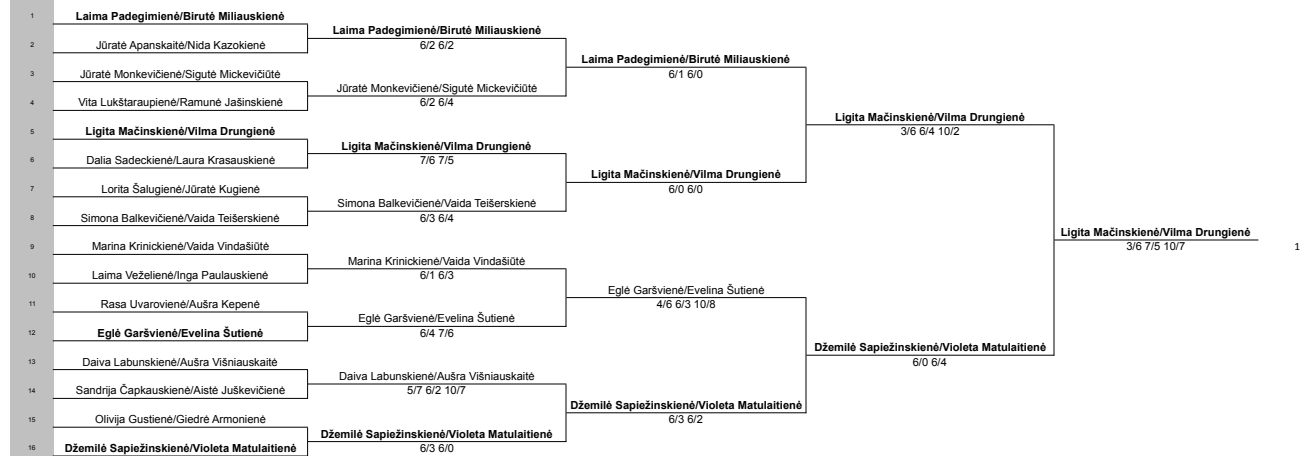 1 Laima Padegimienė/Birutė Miliauskienė
Laima Padegimienė/Birutė Miliauskienė
2 Jūratė Apanskaitė/Nida Kazokienė
6/2 6/2
Laima Padegimienė/Birutė Miliauskienė
3 Jūratė Monkevičienė/Sigutė Mickevičiūtė
6/1 6/0
Jūratė Monkevičienė/Sigutė Mickevičiūtė
4 Vita Lukštaraupienė/Ramunė Jašinskienė
6/2 6/4
Ligita Mačinskienė/Vilma Drungienė
5 Ligita Mačinskienė/Vilma Drungienė
3/6 6/4 10/2
Ligita Mačinskienė/Vilma Drungienė
6 Dalia Sadeckienė/Laura Krasauskienė
7/6 7/5
Ligita Mačinskienė/Vilma Drungienė
7 Lorita Šalugienė/Jūratė Kugienė
6/0 6/0
Simona Balkevičienė/Vaida Teišerskienė
8 Simona Balkevičienė/Vaida Teišerskienė
6/3 6/4
Ligita Mačinskienė/Vilma Drungienė
9 Marina Krinickienė/Vaida Vindašiūtė
3/6 7/5 10/7
1
Marina Krinickienė/Vaida Vindašiūtė
10 Laima Veželienė/Inga Paulauskienė
6/1 6/3
Eglė Garšvienė/Evelina Šutienė
11 Rasa Uvarovienė/Aušra Kepenė
4/6 6/3 10/8
Eglė Garšvienė/Evelina Šutienė
12 Eglė Garšvienė/Evelina Šutienė
6/4 7/6
Džemilė Sapiežinskienė/Violeta Matulaitienė
13 Daiva Labunskienė/Aušra Višniauskaitė
6/0 6/4
Daiva Labunskienė/Aušra Višniauskaitė
14 Sandrija Čapkauskienė/Aistė Juškevičienė
5/7 6/2 10/7
Džemilė Sapiežinskienė/Violeta Matulaitienė
15 Olivija Gustienė/Giedrė Armonienė
6/3 6/2
Džemilė Sapiežinskienė/Violeta Matulaitienė
16 Džemilė Sapiežinskienė/Violeta Matulaitienė
6/3 6/0